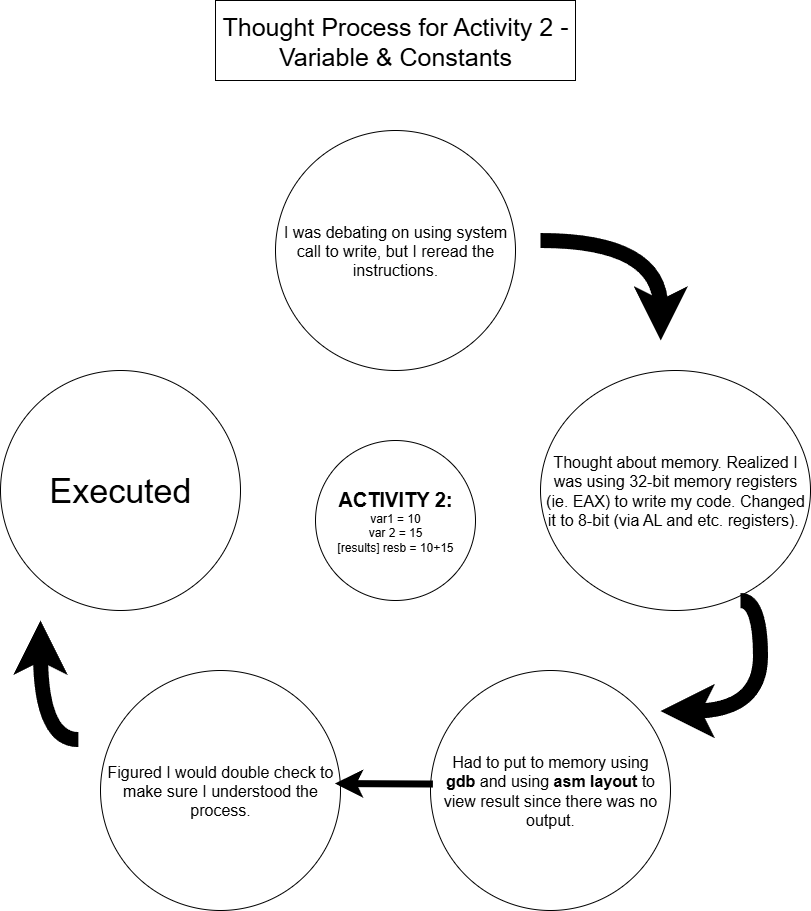 Thought Process for Activity 2 -
Variable & Constants
I was debating on using system
call to write, but I reread the
instructions.
Thought about memory. Realized I
was using 32-bit memory registers
(ie. EAX) to write my code. Changed
it to 8-bit (via AL and etc. registers).
Executed
ACTIVITY 2:
var1 = 10
var 2 = 15
[results] resb = 10+15
Had to put to memory using
gdb and using asm layout to
view result since there was no
output.
Figured I would double check to
make sure I understood the
process.